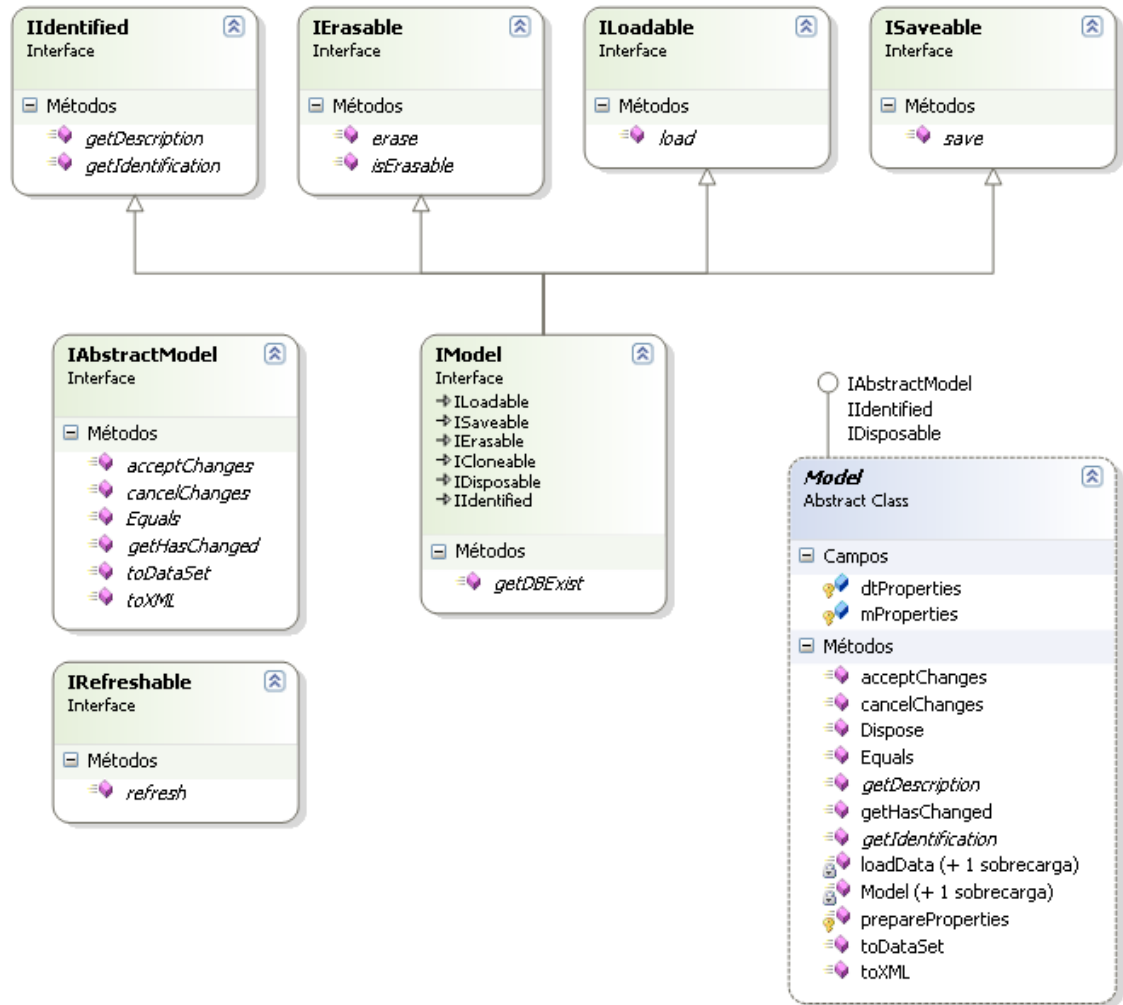 IIdentified
Interface
Métodos
getDescription
getIdentification
IErasable
Interface
Métodos
erase
isErasable
ILoadable
Interface
Métodos
load
ISaveable
Interface
Métodos
save
IAbstractModel
Interface
Métodos
acceptChanges
cancelChanges
Equals
getHasChanged
toDataSet
toXML
IModel
Interface
ILoadable
ISaveable
IErasable
ICloneable
IDisposable
IIdentified
Métodos
getDBExist
IRefreshable
Interface
Métodos
refresh
IAbstractModel
IIdentified
IDisposable
Model
Abstract Class
Campos
dtProperties
mProperties
Métodos
acceptChanges
cancelChanges
Dispose
Equals
getDescription
getHasChanged
getIdentification
loadData (+ 1 sobrecarga)
Model (+ 1 sobrecarga)
prepareProperties
toDataSet
toXML